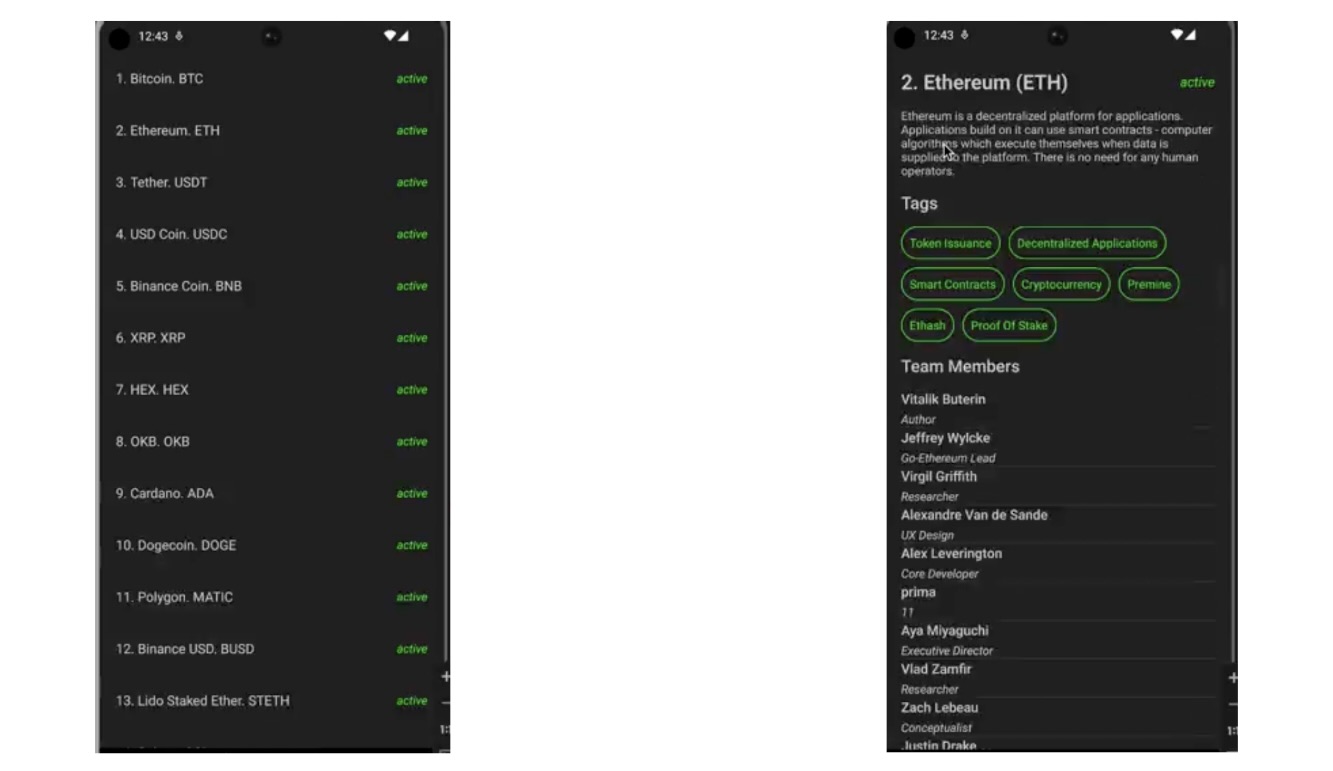 12:43
1. Bitcoin. BTC active
2. Ethereum. ETH active
3. Tether. USDT active
4. USD Coin. USDC active
5. Binance Coin. BNB active
6. XRP. XRP active
7. HEX. HEX active
8. OKB. OKB active
9. Cardano. ADA active
10. Dogecoin. DOGE active
11. Polygon. MATIC active
12. Binance USD. BUSD active
13. Lido Staked Ether. STETH active
+
−
1:
12:43
2. Ethereum (ETH) active
Ethereum is a decentralized platform for applications.
Applications build on it can use smart contracts - computer
algorithms which execute themselves when data is
supplied to the platform. There is no need for any human
operators.
Tags
Token Issuance Decentralized Applications
Smart Contracts Cryptocurrency Premine
Ethash Proof Of Stake
Team Members
Vitalik Buterin
Author
Jeffrey Wylcke
Go-Ethereum Lead
Virgil Griffith
Researcher
Alexandre Van de Sande
UX Design
Alex Leverington
Core Developer
prima
11
Aya Miyaguchi
Executive Director
Vlad Zamfir
Researcher
Zach Lebeau
Conceptualist
Justin Drake
+
−
1: